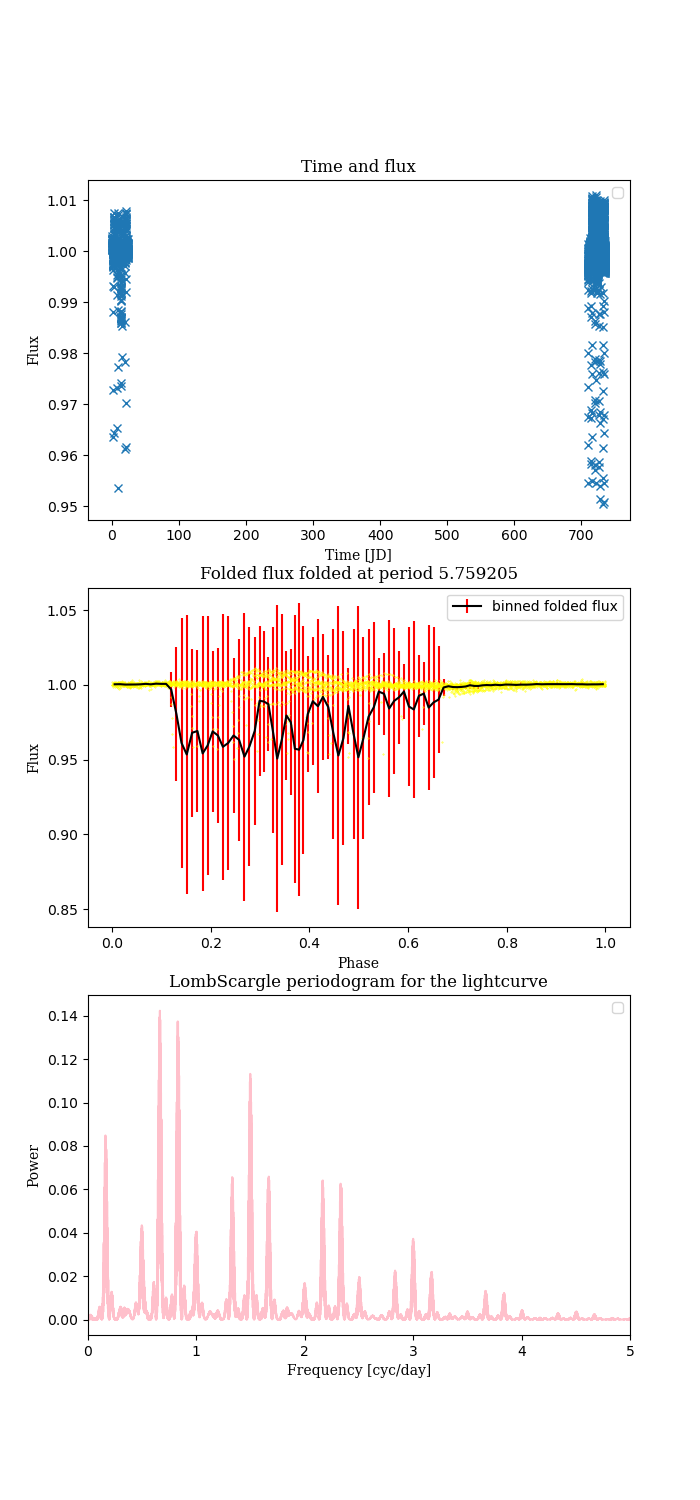 Time and flux
1.01
1.00
0.99
0.98
0.97
0.96
0.95
Flux
0 100 200 300 400 500 600 700
Time [JD]
Folded flux folded at period 5.759205
binned folded flux
1.05
1.00
0.95
0.90
0.85
Flux
0.0 0.2 0.4 0.6 0.8 1.0
Phase
LombScargle periodogram for the lightcurve
0.14
0.12
0.10
0.08
0.06
0.04
0.02
0.00
Power
0 1 2 3 4 5
Frequency [cyc/day]